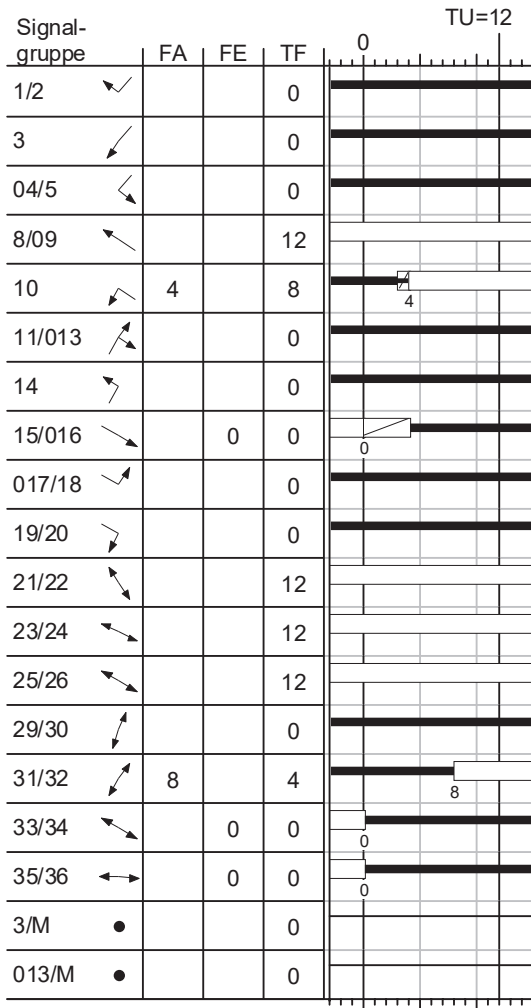 Signal-
gruppe FA FE TF 0 TU=12
1/2 0
3 0
04/5 0
8/09 12
10 4 8 4
11/013 0
14 0
15/016 0 0 0
017/18 0
19/20 0
21/22 12
23/24 12
25/26 12
29/30 0
31/32 8 4 8
33/34 0 0 0
35/36 0 0 0
3/M 0
013/M 0